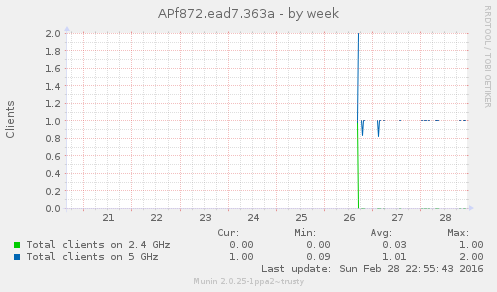 APf872.ead7.363a - by week
RRDTOOL / TOBI OETIKER
Clients
2.0
1.8
1.6
1.4
1.2
1.0
0.8
0.6
0.4
0.2
0.0
21 22 23 24 25 26 27 28
Cur: Min: Avg: Max:
Total clients on 2.4 GHz 0.00 0.00 0.03 1.00
Total clients on 5 GHz 1.00 0.09 1.01 2.00
Last update: Sun Feb 28 22:55:43 2016
Munin 2.0.25-1ppa2~trusty